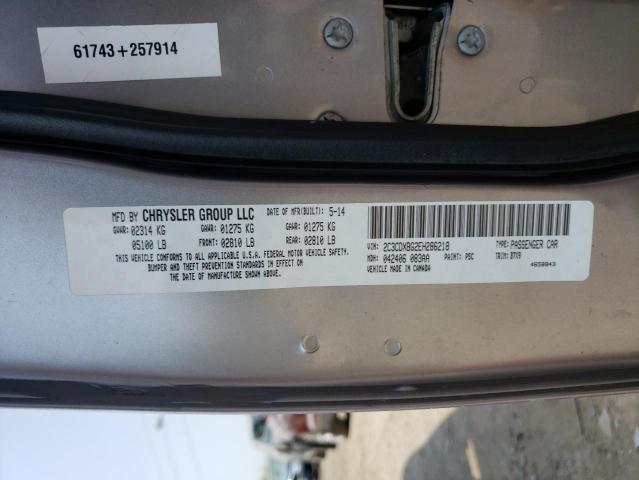 61743+257914
MFD BY CHRYSLER GROUP LLC DATE OF MFR(BUILT): 5-14
GVWR: 02314 KG GAWR: 01275 KG GAWR: 01275 KG
05100 LB FRONT: 02810 LB REAR: 02810 LB
THIS VEHICLE CONFORMS TO ALL APPLICABLE U.S.A. FEDERAL MOTOR VEHICLE SAFETY,
BUMPER AND THEFT PREVENTION STANDARDS IN EFFECT ON
THE DATE OF MANUFACTURE SHOWN ABOVE.
VIN: 2C3CDXBG2EH286218 TYPE: PASSENGER CAR
MDH: 042406 083AA PAINT: PSC TRIM: B7X9
VEHICLE MADE IN CANADA 4650843